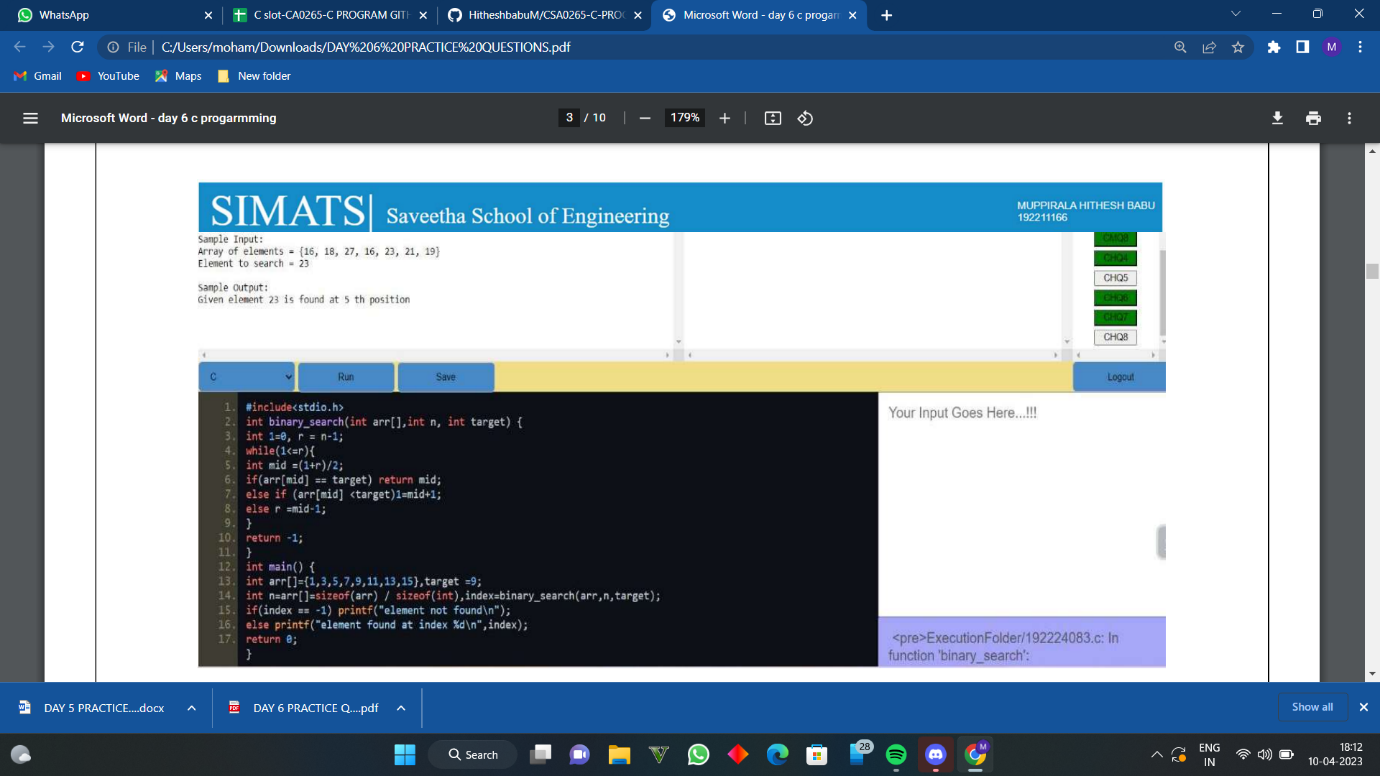 WhatsApp
C slot-CA0265-C PROGRAM GITH
HitheshbabuM/CSA0265-C-PROG
Microsoft Word - day 6 c progarm
File | C:/Users/moham/Downloads/DAY%206%20PRACTICE%20QUESTIONS.pdf
M
Gmail
YouTube
Maps
New folder
Microsoft Word - day 6 c progarmming
3 / 10
179%
SIMATS| Saveetha School of Engineering
MUPPIRALA HITHESH BABU
192211166
Sample Input:
Array of elements = {16, 18, 27, 16, 23, 21, 19}
Element to search = 23
Sample Output:
Given element 23 is found at 5 th position
CHQ4
CHQ5
CHQ6
CHQ7
CHQ8
C
Run
Save
Logout
1. #include<stdio.h>
2. int binary_search(int arr[],int n, int target) {
3. int 1=0, r = n-1;
4. while(1<=r){
5. int mid =(1+r)/2;
6. if(arr[mid] == target) return mid;
7. else if (arr[mid] <target)1=mid+1;
8. else r =mid-1;
9. }
10. return -1;
11. }
12. int main() {
13. int arr[]={1,3,5,7,9,11,13,15},target =9;
14. int n=arr[]=sizeof(arr) / sizeof(int),index=binary_search(arr,n,target);
15. if(index == -1) printf("element not found\n");
16. else printf("element found at index %d\n",index);
17. return 0;
}
Your Input Goes Here...!!!
<pre>ExecutionFolder/192224083.c: In
function 'binary_search':
DAY 5 PRACTICE....docx
DAY 6 PRACTICE Q....pdf
Show all
Search
28
M
ENG
IN
18:12
10-04-2023